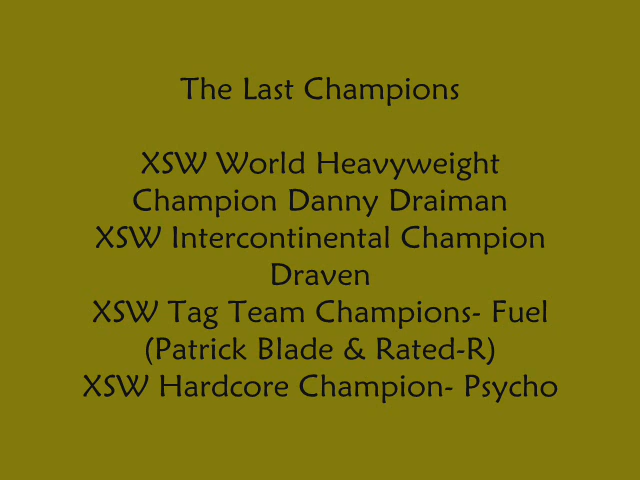 The Last Champions
XSW World Heavyweight
Champion Danny Draiman
XSW Intercontinental Champion
Draven
XSW Tag Team Champions- Fuel
(Patrick Blade & Rated-R)
XSW Hardcore Champion- Psycho